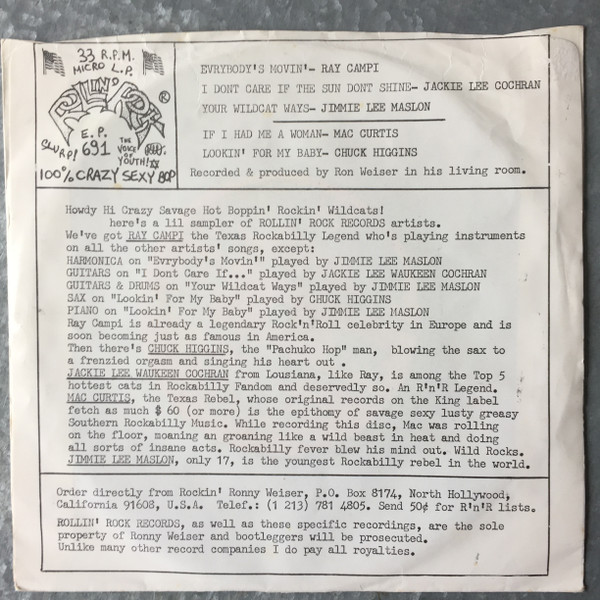 33 R.P.M.
MICRO L.P.
ROLLIN' ROCK ®
E.P.
691
SLURP!
THE VOICE OF YOUTH!
100% CRAZY SEXY BOP
EVRYBODY'S MOVIN'- RAY CAMPI
I DONT CARE IF THE SUN DONT SHINE- JACKIE LEE COCHRAN
YOUR WILDCAT WAYS- JIMMIE LEE MASLON
IF I HAD ME A WOMAN- MAC CURTIS
LOOKIN' FOR MY BABY- CHUCK HIGGINS
Recorded & produced by Ron Weiser in his living room.
Howdy Hi Crazy Savage Hot Boppin' Rockin' Wildcats!
here's a lil sampler of ROLLIN' ROCK RECORDS artists.
We've got RAY CAMPI the Texas Rockabilly Legend who's playing instruments
on all the other artists' songs, except:
HARMONICA on "Evrybody's Movin'" played by JIMMIE LEE MASLON
GUITARS on "I Dont Care If..." played by JACKIE LEE WAUKEEN COCHRAN
GUITARS & DRUMS on "Your Wildcat Ways" played by JIMMIE LEE MASLON
SAX on "Lookin' For My Baby" played by CHUCK HIGGINS
PIANO on "Lookin' For My Baby" played by JIMMIE LEE MASLON
Ray Campi is already a legendary Rock'n'Roll celebrity in Europe and is
soon becoming just as famous in America.
Then there's CHUCK HIGGINS, the "Pachuko Hop" man, blowing the sax to
a frenzied orgasm and singing his heart out .
JACKIE LEE WAUKEEN COCHRAN from Lousiana, like Ray, is among the Top 5
hottest cats in Rockabilly Fandom and deservedly so. An R'n'R Legend.
MAC CURTIS, the Texas Rebel, whose original records on the King label
fetch as much $ 60 (or more) is the epithomy of savage sexy lusty greasy
Southern Rockabilly Music. While recording this disc, Mac was rolling
on the floor, moaning an groaning like a wild beast in heat and doing
all sorts of insane acts. Rockabilly fever blew his mind out. Wild Rocks.
JIMMIE LEE MASLON, only 17, is the youngest Rockabilly rebel in the world.
Order directly from Rockin' Ronny Weiser, P.O. Box 8174, North Hollywood,
California 91608, U.S.A. Telef.: (1 213) 781 4805. Send 50¢ for R'n'R lists.
ROLLIN' ROCK RECORDS, as well as these specific recordings, are the sole
property of Ronny Weiser and bootleggers will be prosecuted.
Unlike many other record companies I do pay all royalties.